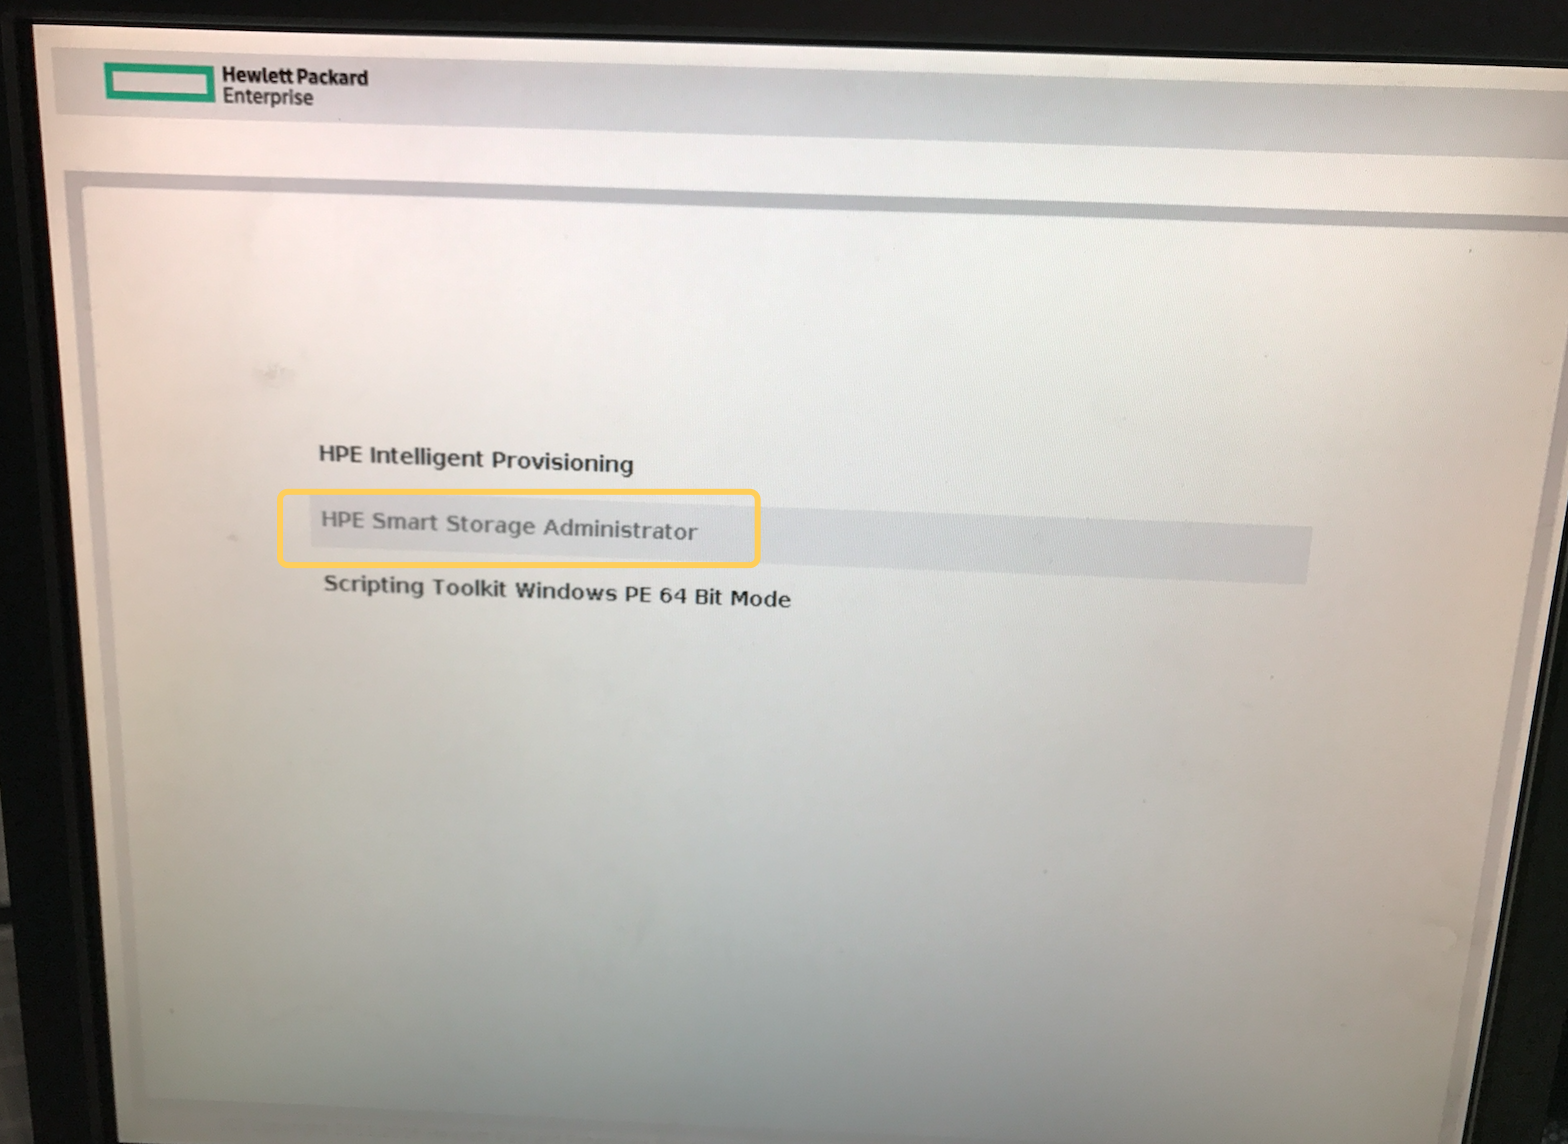 Hewlett Packard
Enterprise
HPE Intelligent Provisioning
HPE Smart Storage Administrator
Scripting Toolkit Windows PE 64 Bit Mode